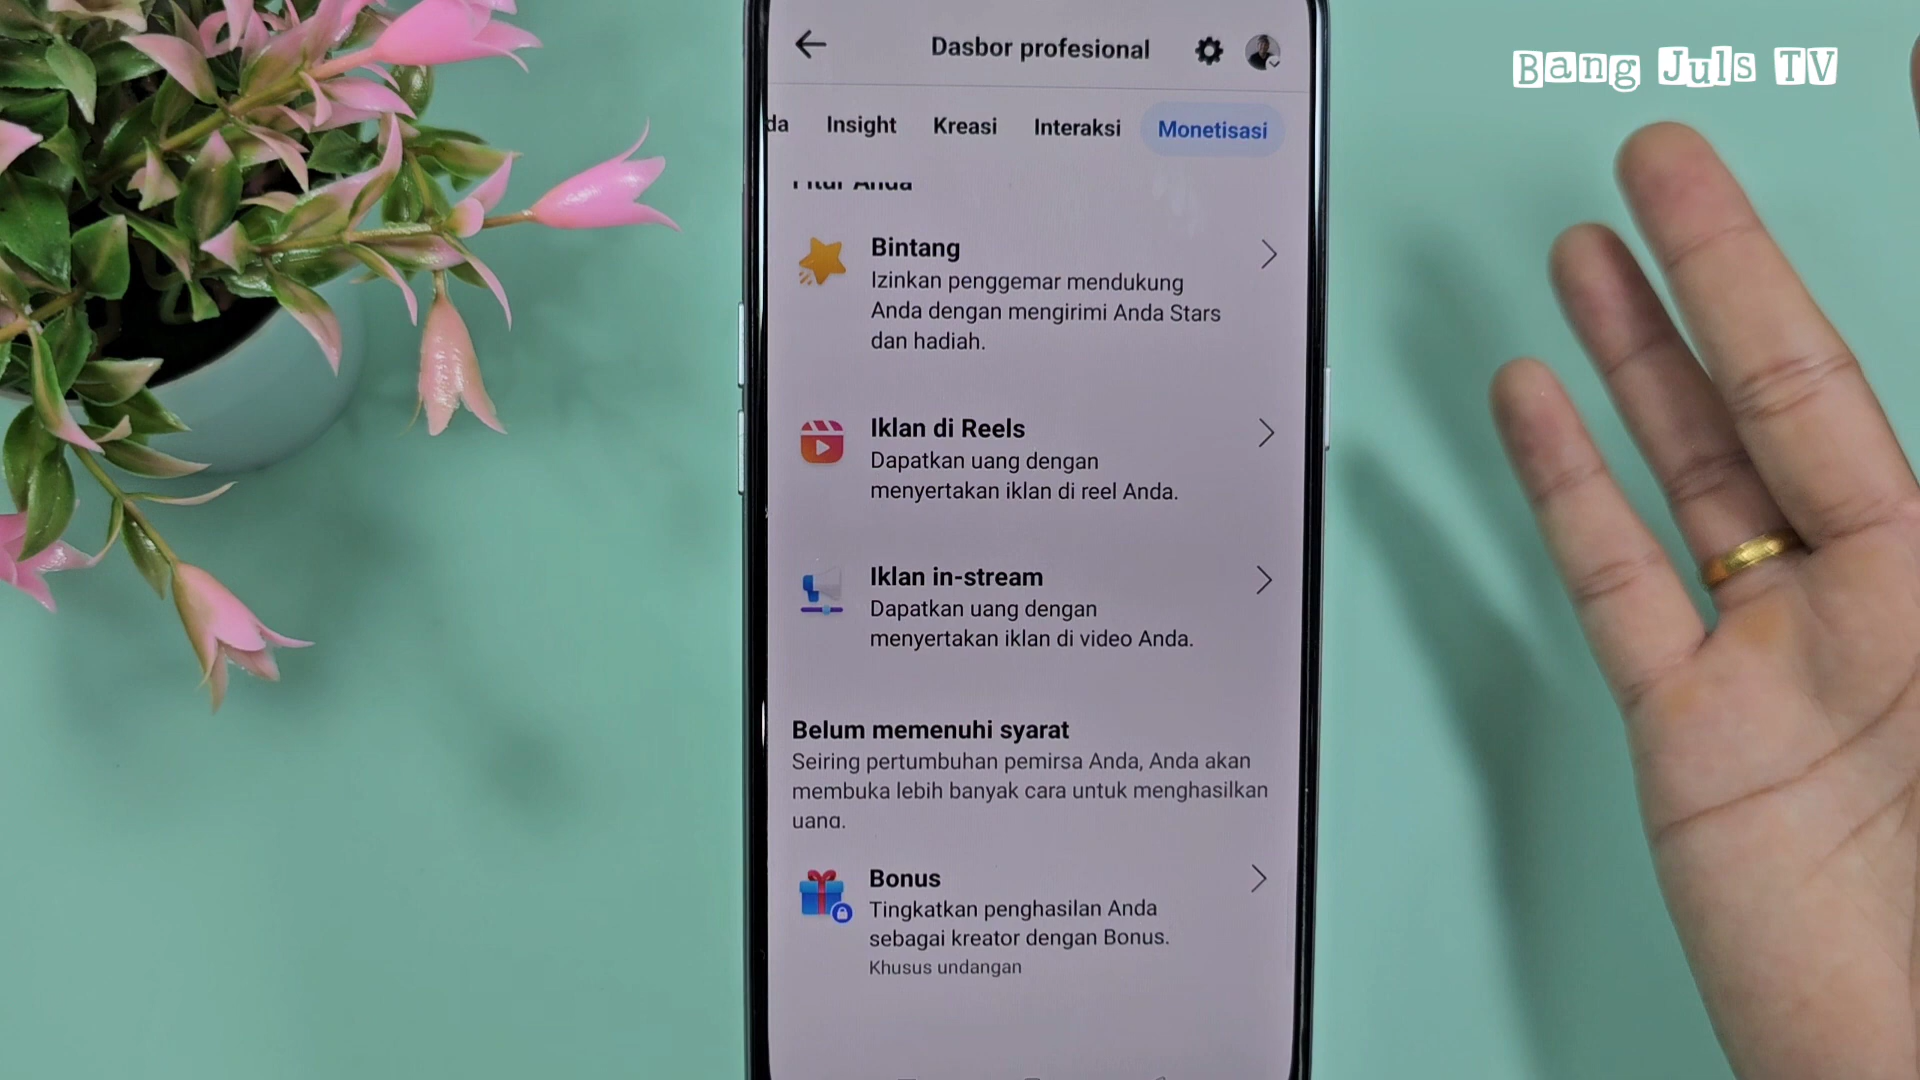 Bang Juls TV
Dasbor profesional
da Insight Kreasi Interaksi Monetisasi
Fitur Anda
Bintang
Izinkan penggemar mendukung
Anda dengan mengirimi Anda Stars
dan hadiah.
Iklan di Reels
Dapatkan uang dengan
menyertakan iklan di reel Anda.
Iklan in-stream
Dapatkan uang dengan
menyertakan iklan di video Anda.
Belum memenuhi syarat
Seiring pertumbuhan pemirsa Anda, Anda akan
membuka lebih banyak cara untuk menghasilkan
uang.
Bonus
Tingkatkan penghasilan Anda
sebagai kreator dengan Bonus.
Khusus undangan